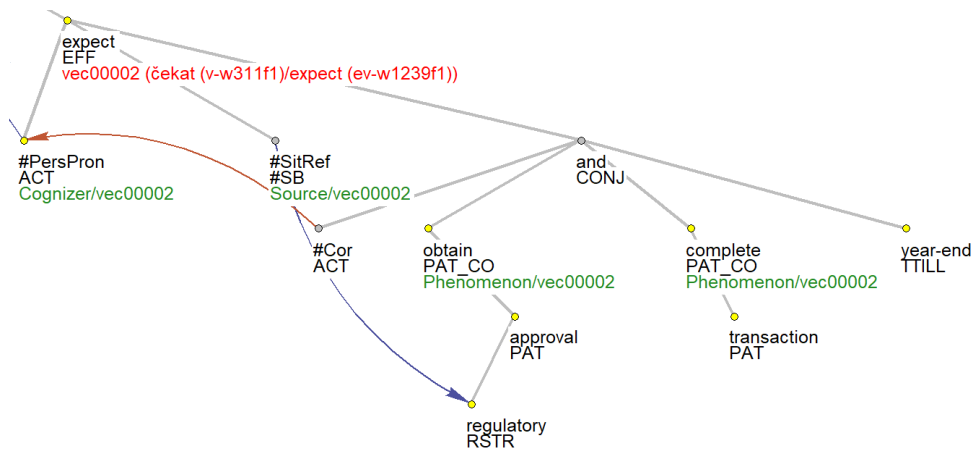 expect
EFF
vec00002 (čekat (v-w311f1)/expect (ev-w1239f1))
#PersPron
ACT
Cognizer/vec00002
#SitRef
#SB
Source/vec00002
and
CONJ
#Cor
ACT
obtain
PAT_CO
Phenomenon/vec00002
complete
PAT_CO
Phenomenon/vec00002
year-end
TTILL
approval
PAT
transaction
PAT
regulatory
RSTR